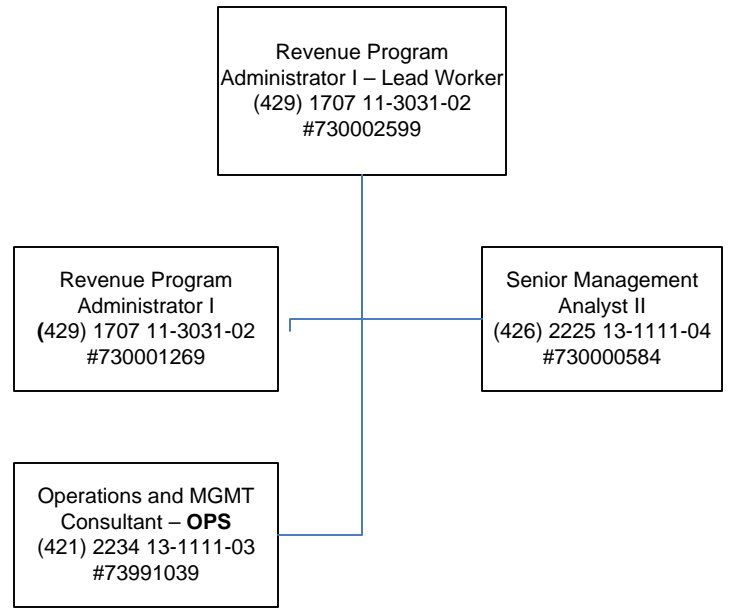 Revenue Program
Administrator I – Lead Worker
(429) 1707 11-3031-02
#730002599
Revenue Program
Administrator I
(429) 1707 11-3031-02
#730001269
Senior Management
Analyst II
(426) 2225 13-1111-04
#730000584
Operations and MGMT
Consultant – OPS
(421) 2234 13-1111-03
#73991039